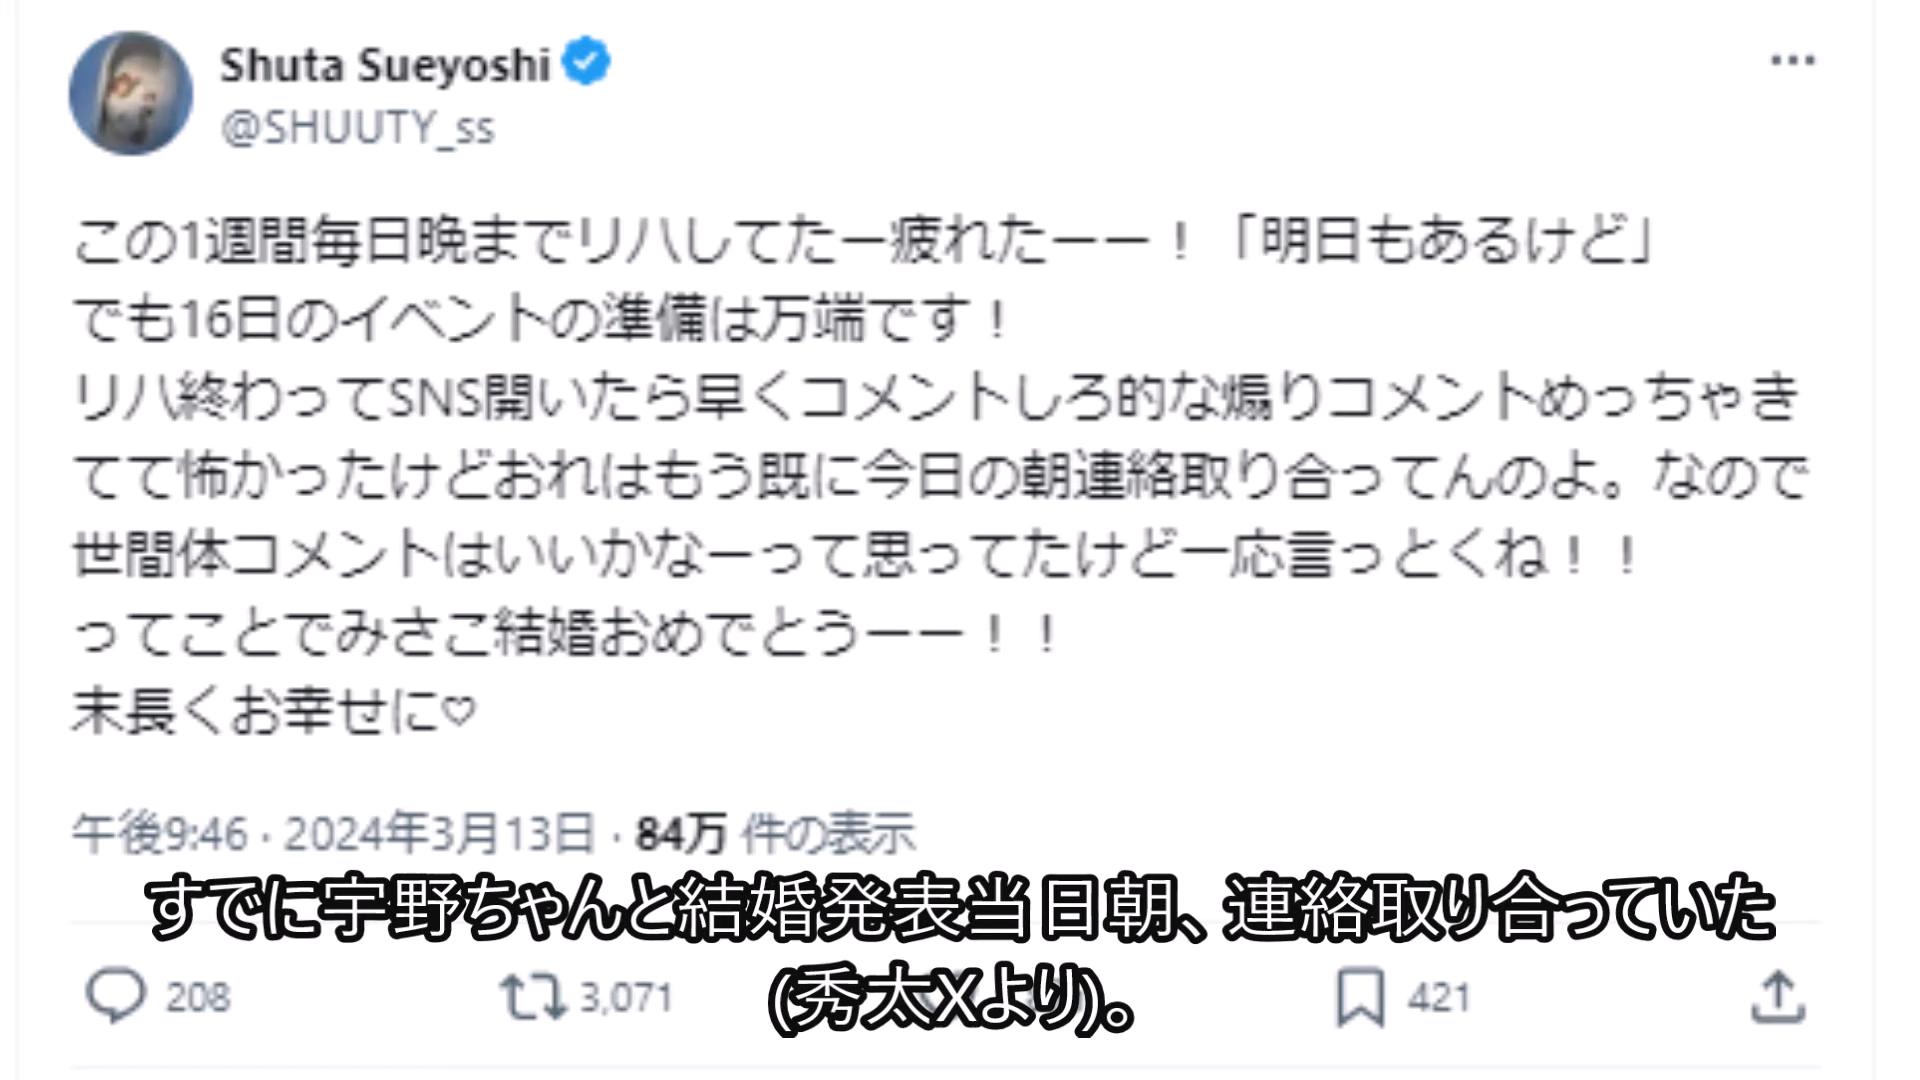 Shuta Sueyoshi
@SHUUTY_ss
この1週間毎日晩までリハしてたー疲れたーー！「明日もあるけど」
でも16日のイベントの準備は万端です！
リハ終わってSNS開いたら早くコメントしろ的な煽りコメントめっちゃき
てて怖かったけどおれはもう既に今日の朝連絡取り合ってんのよ。なので
世間体コメントはいいかなーって思ってたけど一応言っとくね！！
ってことでみさこ結婚おめでとうーー！！
末長くお幸せに♡
午後9:46 · 2024年3月13日 · 84万 件の表示
すでに宇野ちゃんと結婚発表当日朝、連絡取り合っていた
208 3,071 421
(秀太Xより)。